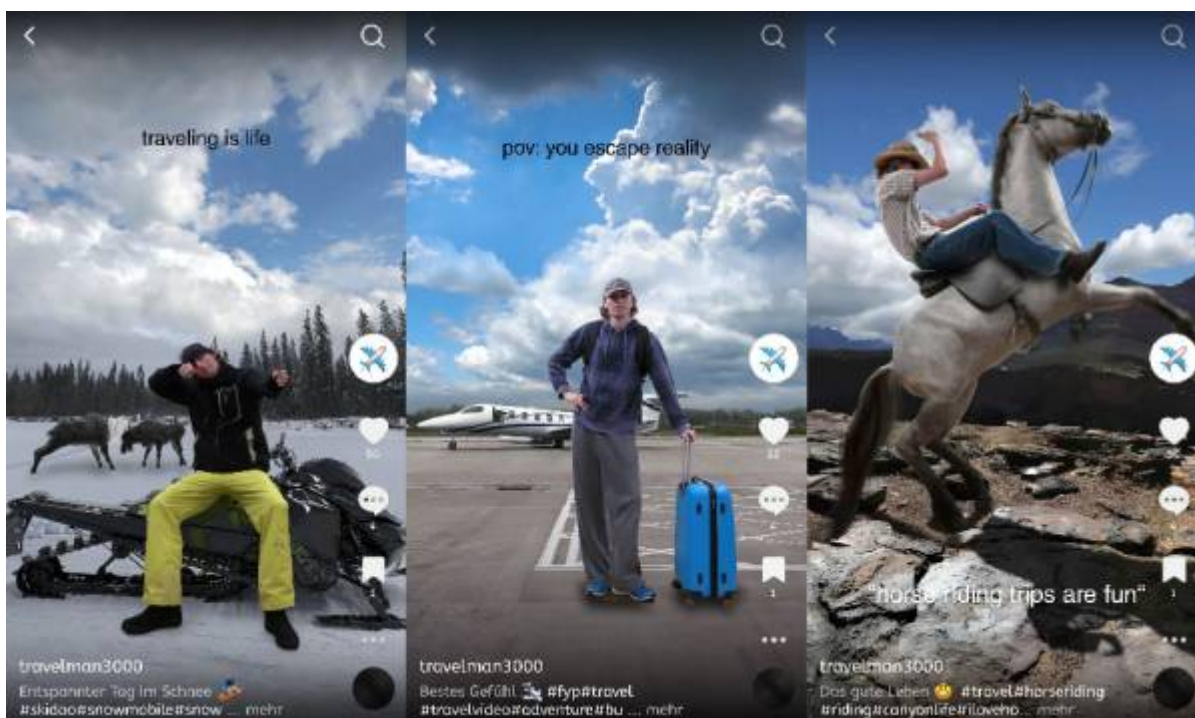 traveling is life
travelman3000
Entspannter Tag im Schnee
#skidoo#snowmobile#snow ... mehr
pov: you escape reality
1
travelman3000
Bestes Gefühl #fyp#travel
#travelvideo#adventure#bu ... mehr
1
"horse riding trips are fun"
travelman3000
Das gute Leben #travel#horseriding
#riding#canyonlife#iloveho... mehr